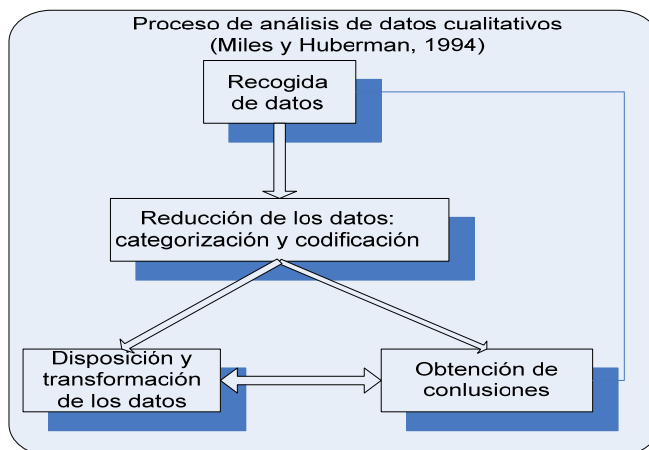 Proceso de análisis de datos cualitativos
(Miles y Huberman, 1994)
Recogida
de datos
Reducción de los datos:
categorización y codificación
Disposición y
transformación
de los datos
Obtención de
conlusiones